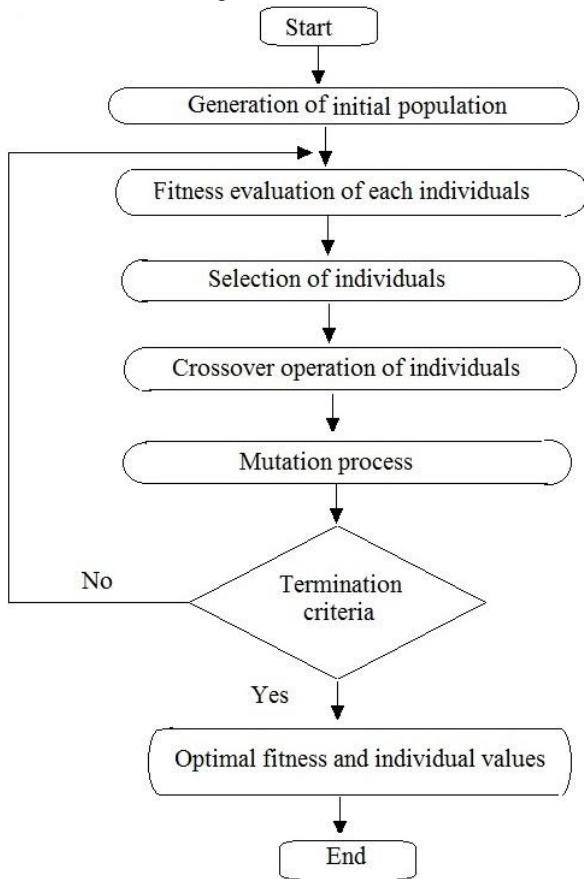 Start
Generation of initial population
Fitness evaluation of each individuals
Selection of individuals
Crossover operation of individuals
Mutation process
Termination
criteria
No
Yes
Optimal fitness and individual values
End